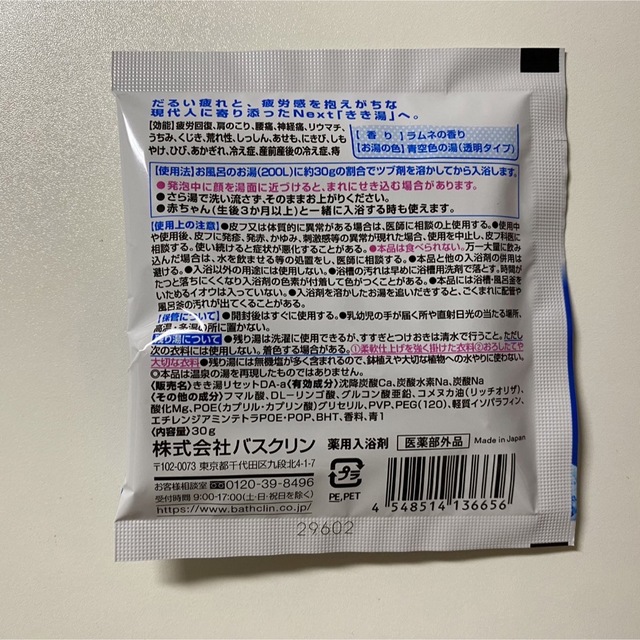 だるい疲れと、疲労感を抱えがちな
現代人に寄り添ったNext「きき湯」へ。
【効能】疲労回復、肩のこり、腰痛、神経痛、リウマチ、
うちみ、くじき、荒れ性、しっしん、あせも、にきび、しも
やけ、ひび、あかぎれ、冷え症、産前産後の冷え症、痔
【香り】ラムネの香り
【お湯の色】青空色の湯(透明タイプ)
【使用法】お風呂のお湯(200L)に約30gの割合でツブ剤を溶かしてから入浴します。
●発泡中に顔を湯面に近づけると、まれにせき込む場合があります。
●さら湯で洗い流さず、そのままお上がりください。
●赤ちゃん(生後3か月以上)と一緒に入浴する時も使えます。
【使用上の注意】●皮フ又は体質的に異常がある場合は、医師に相談の上使用する。●使用中
や使用後、皮フに発疹、発赤、かゆみ、刺激感等の異常が現れた場合、使用を中止し、皮フ科医に
相談する。使い続けると症状が悪化することがある。●本品は食べられない。万一大量に飲み
込んだ場合は、水を飲ませる等の処置をし、医師に相談する。●本品と他の入浴剤の併用は
避ける。●入浴以外の用途には使用しない。●浴槽の汚れは早めに浴槽用洗剤で落とす。時間が
たつと落ちにくくなり入浴剤の色素が付着して色がつくことがある。●本品には浴槽・風呂釜を
いためるイオウは入っていない。●入浴剤を溶かしたお湯を追いだきすると、ごくまれに配管や
風呂釜の汚れが出てくることがある。
【保管について】●開封後はすぐに使用する。●乳幼児の手が届く所や直射日光の当たる場所、
高温・多湿の所に置かない。
残り湯について ●残り湯は洗濯に使用できるが、すすぎとつけおきは清水で行うこと。ただし
次の衣料には使用しない。着色する場合がある。①柔軟仕上げを強く掛けた衣料②おろしたてや
大切な衣料●残り湯には無機塩が多く含まれるので、鉢植えや大切な植物への水やりに使わない。
◎本品は温泉の湯を再現したものではありません。
<販売名>きき湯リセットDA-a<有効成分>沈降炭酸Ca、炭酸水素Na、炭酸Na
<その他の成分>フマル酸、DL-リンゴ酸、グルコン酸亜鉛、コメヌカ油(リッチオリザ)、
酸化Mg、POE(カプリル・カプリン酸)グリセリル、PVP、PEG(120)、軽質イソパラフィン、
エチレンジアミンテトラPOE・POP、BHT、香料、青1
<内容量>30g
株式会社バスクリン 薬用入浴剤 医薬部外品 Made in Japan
〒102-0073 東京都千代田区九段北4-1-7
お客様相談室 0120-39-8496
受付時間 9:00-17:00(土・日・祝日を除く)
https://www.bathclin.co.jp/
プラ
PE,PET
4 548514 136656
29602